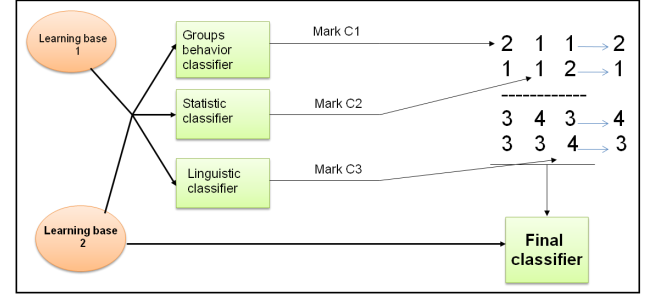 Learning base
1
Groups
behavior
classifier
Mark C1
Statistic
classifier
Mark C2
Linguistic
classifier
Mark C3
Learning base
2
2 1 1 2
1 1 2 1
------------
3 4 3 4
3 3 4 3
Final
classifier